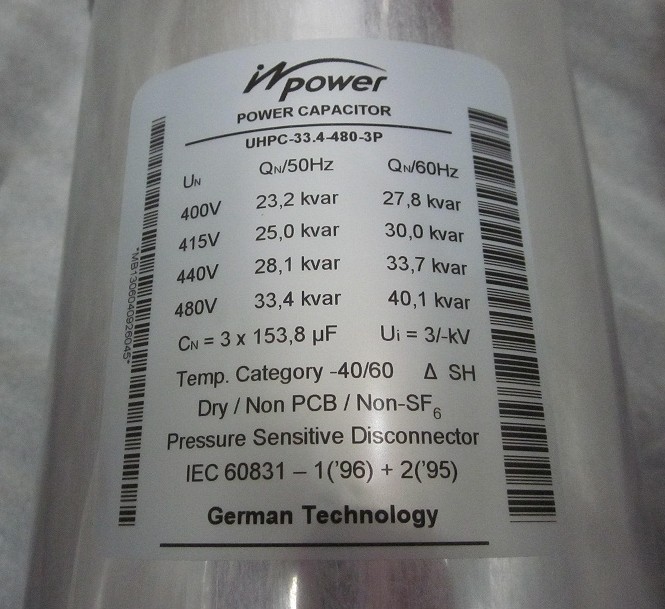 inpower
POWER CAPACITOR
UHPC-33.4-480-3P
UN QN/50Hz QN/60Hz
400V 23,2 kvar 27,8 kvar
415V 25,0 kvar 30,0 kvar
440V 28,1 kvar 33,7 kvar
480V 33,4 kvar 40,1 kvar
CN = 3 x 153,8 µF Ui = 3/-kV
Temp. Category -40/60 Δ SH
Dry / Non PCB / Non-SF6
Pressure Sensitive Disconnector
IEC 60831 – 1('96) + 2('95)
German Technology
*MB1306040926045*